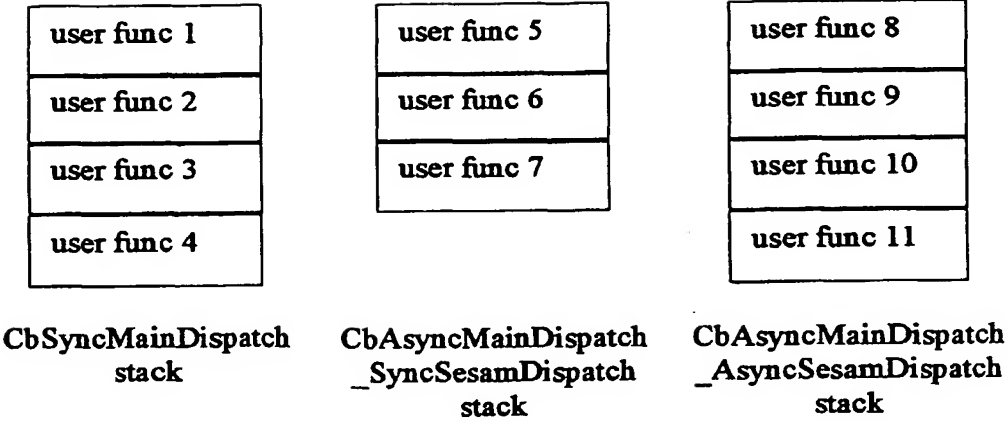 user func 1
user func 2
user func 3
user func 4
CbSyncMainDispatch
stack
user func 5
user func 6
user func 7
CbAsyncMainDispatch
_SyncSesamDispatch
stack
user func 8
user func 9
user func 10
user func 11
CbAsyncMainDispatch
_AsyncSesamDispatch
stack